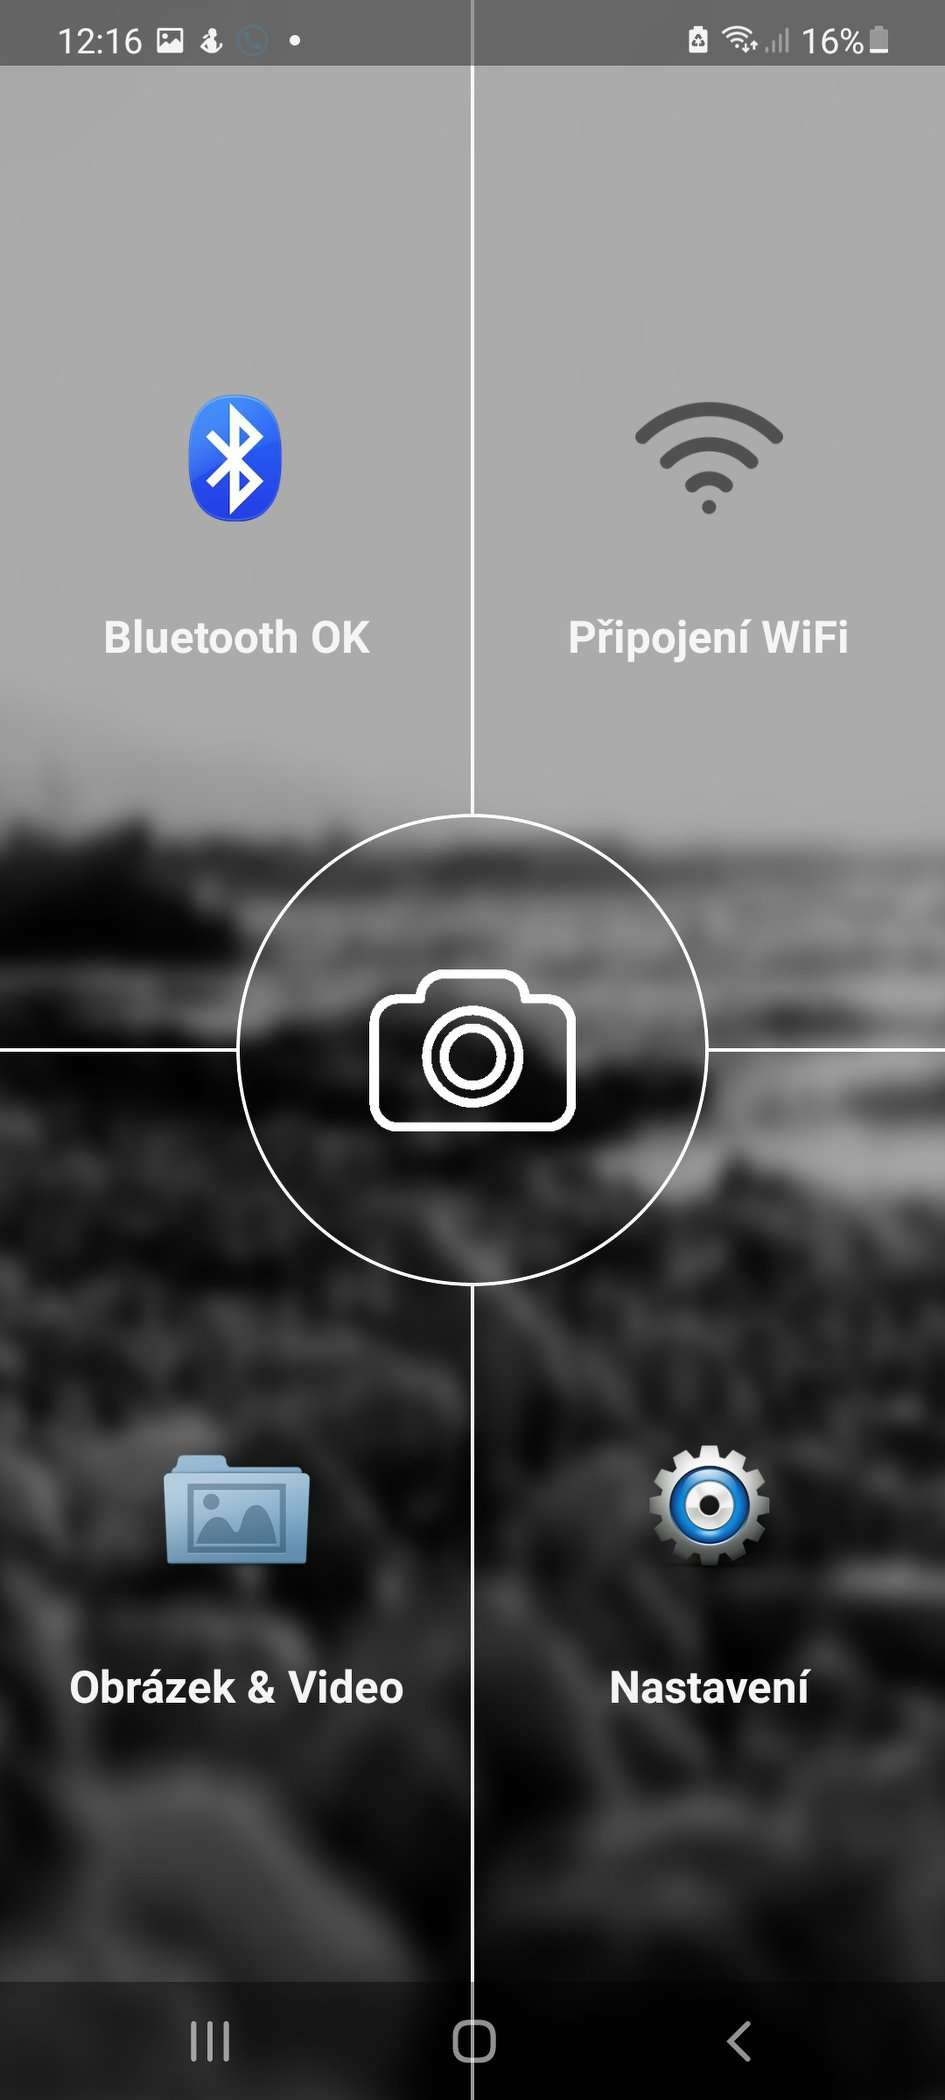 12:16
16%
Bluetooth OK
Připojení WiFi
Obrázek & Video
Nastavení